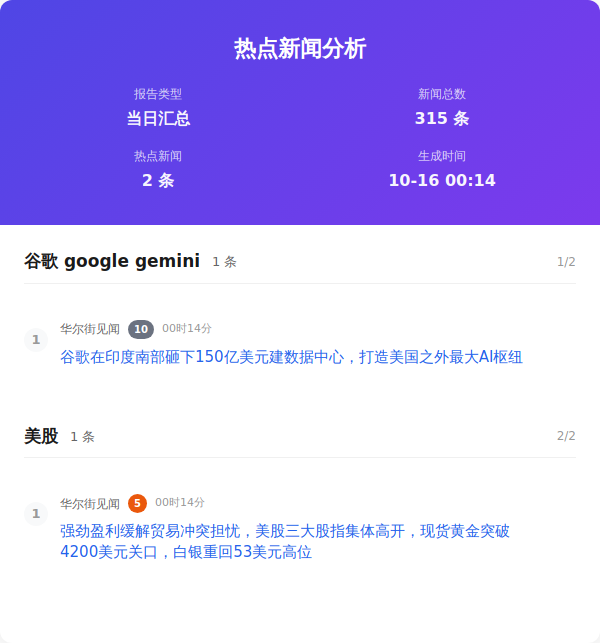 热点新闻分析
报告类型
新闻总数
当日汇总
315 条
热点新闻
生成时间
2 条
10-16 00:14
谷歌 google gemini 1 条 1/2
1
华尔街见闻 10 00时14分
谷歌在印度南部砸下150亿美元建数据中心，打造美国之外最大AI枢纽
美股 1 条 2/2
1
华尔街见闻 5 00时14分
强劲盈利缓解贸易冲突担忧，美股三大股指集体高开，现货黄金突破
4200美元关口，白银重回53美元高位